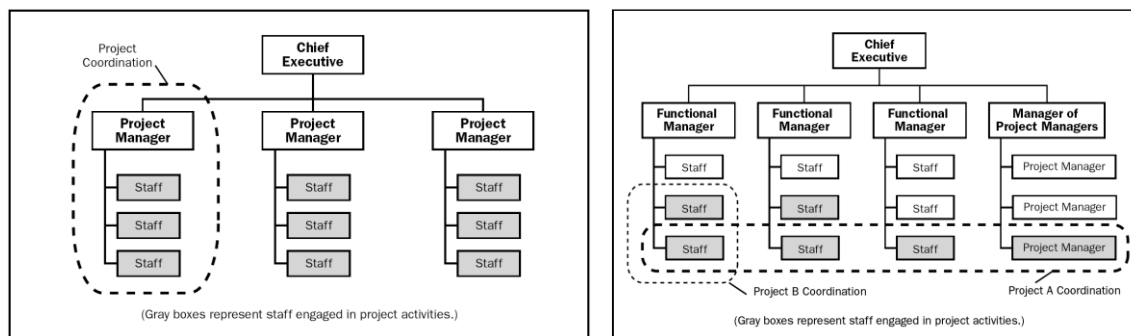 Project
Coordination
Chief
Executive
Project
Manager
Project
Manager
Project
Manager
Staff
Staff
Staff
Staff
Staff
Staff
Staff
Staff
Staff
(Gray boxes represent staff engaged in project activities.)
Chief
Executive
Functional
Manager
Functional
Manager
Functional
Manager
Manager of
Project Managers
Staff
Staff
Staff
Project Manager
Staff
Staff
Staff
Project Manager
Staff
Staff
Staff
Project Manager
Project B Coordination
Project A Coordination
(Gray boxes represent staff engaged in project activities.)